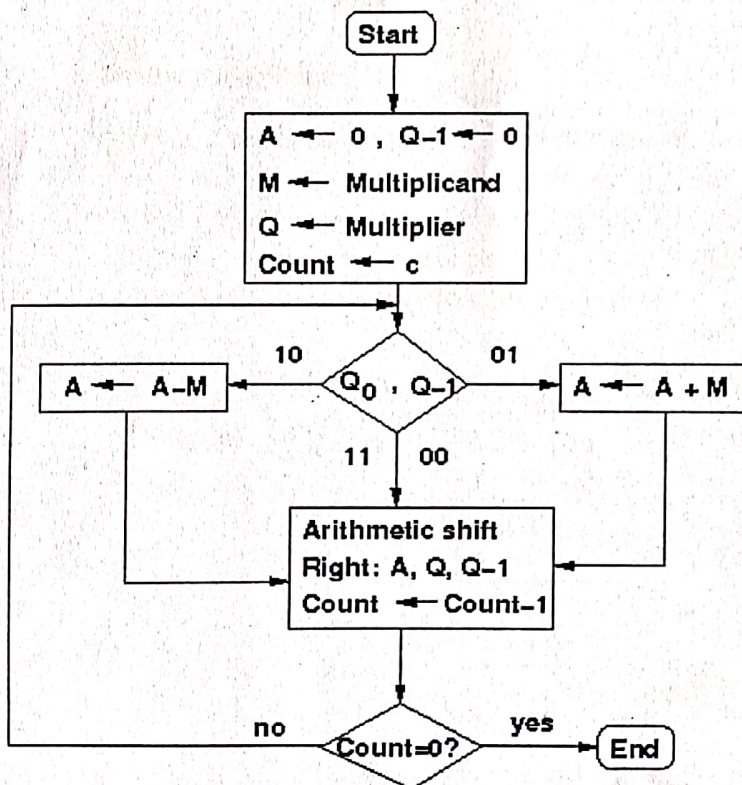 Start
A ← 0 , Q-1 ← 0
M ← Multiplicand
Q ← Multiplier
Count ← c
10
01
A ← A-M
Q0 , Q-1
A ← A + M
11
00
Arithmetic shift
Right: A, Q, Q-1
Count ← Count-1
no
Count=0?
yes
End